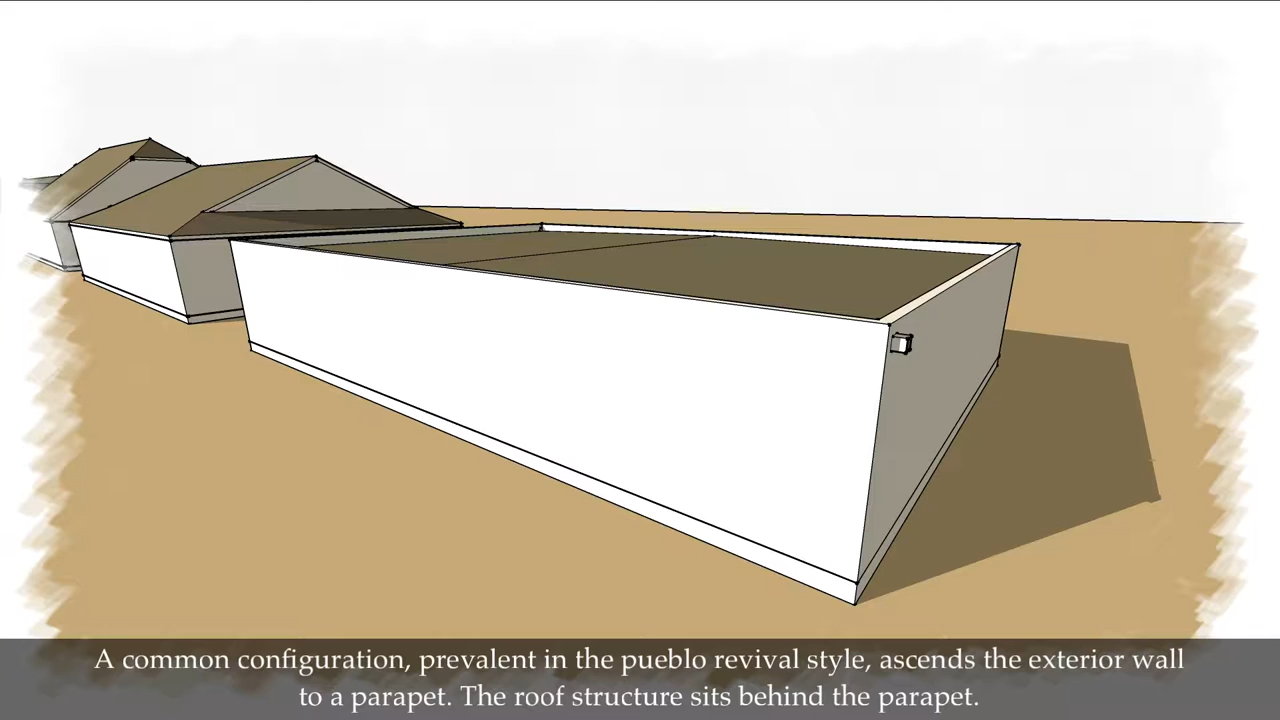 A common configuration, prevalent in the pueblo revival style, ascends the exterior wall
to a parapet. The roof structure sits behind the parapet.